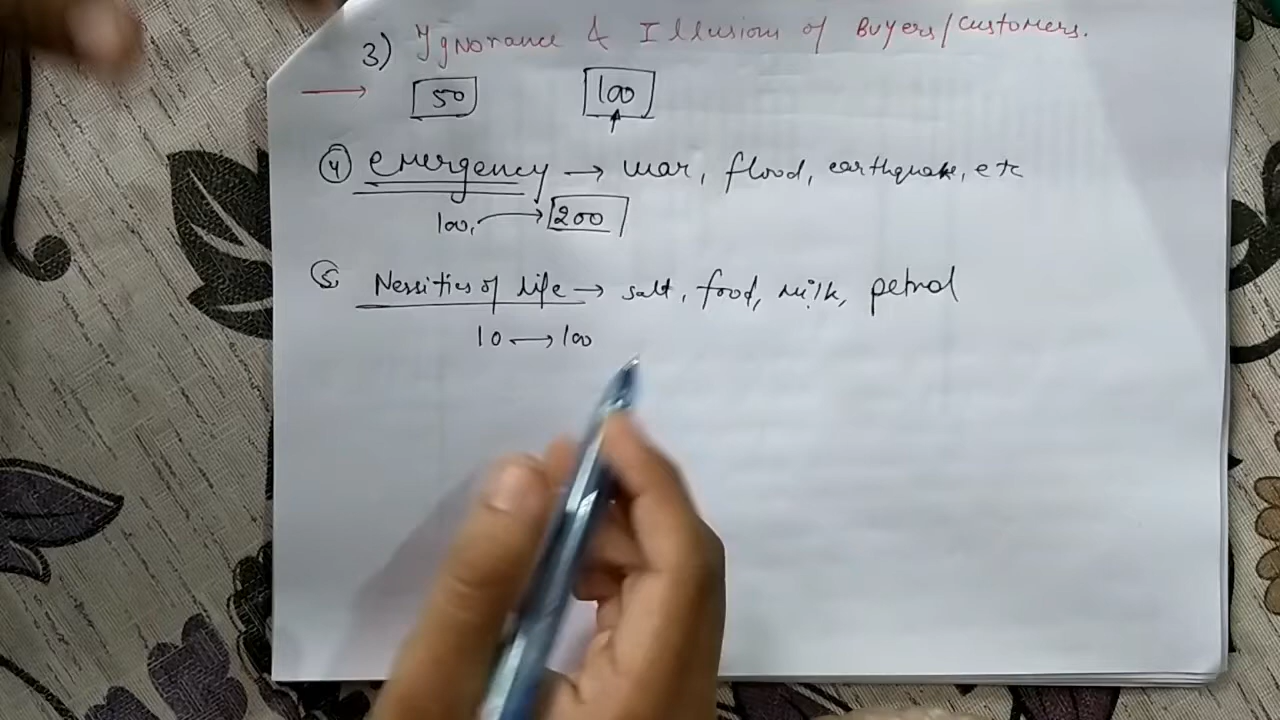 3) Ignorance & Illusion of Buyers/Customers.
→ 50 100
④ emergency → war, flood, earthquake, etc
100, → 200
⑤ Nessities of life → salt, food, milk, petrol
10 → 100